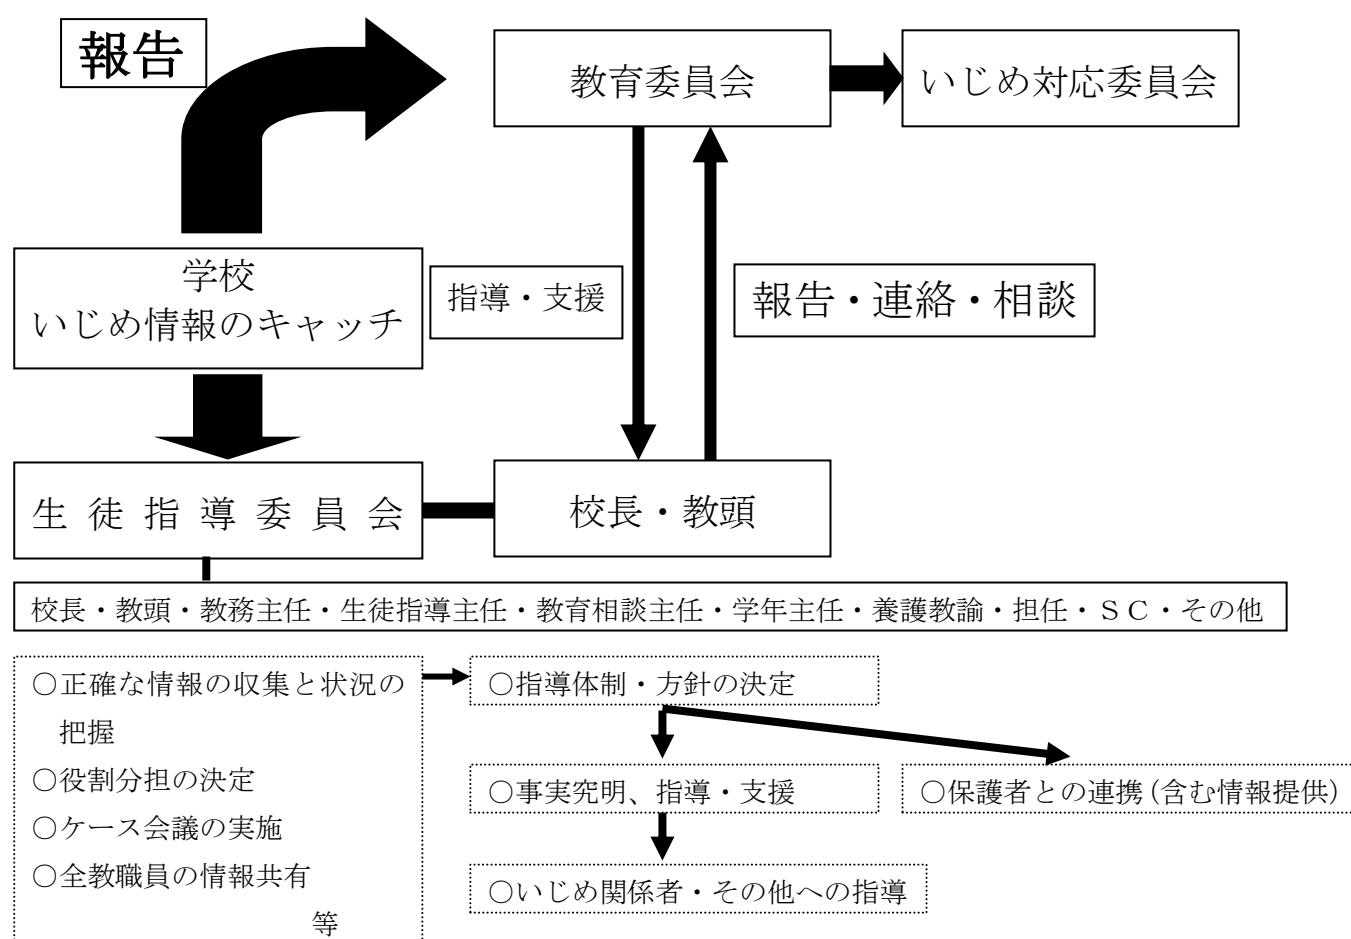 報告
教育委員会
いじめ対応委員会
学校
いじめ情報のキャッチ
指導・支援
報告・連絡・相談
生徒指導委員会
校長・教頭
校長・教頭・教務主任・生徒指導主任・教育相談主任・学年主任・養護教諭・担任・ＳＣ・その他
○正確な情報の収集と状況の
把握
○役割分担の決定
○ケース会議の実施
○全教職員の情報共有
等
○指導体制・方針の決定
○事実究明、指導・支援
○保護者との連携(含む情報提供)
○いじめ関係者・その他への指導